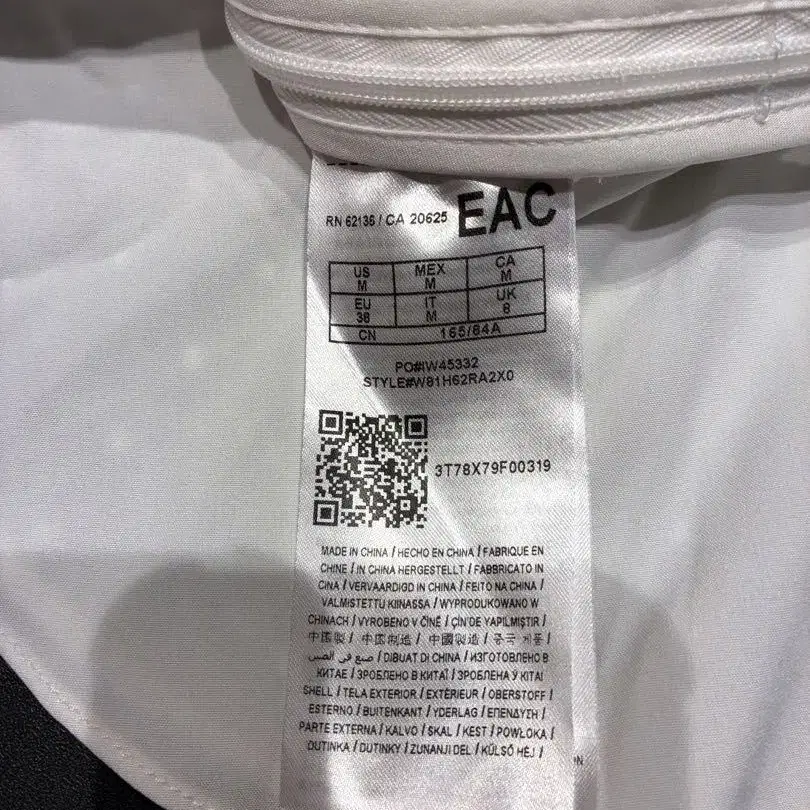 RN 62136 / CA 20625 EAC
US M MEX M CA M
EU 38 IT M UK 8
CN 165/84A
PO#IW45332
STYLE#W81H62RA2X0
3T78X79F00319
MADE IN CHINA / HECHO EN CHINA / FABRIQUE EN
CHINE / IN CHINA HERGESTELLT / FABBRICATO IN
CINA / VERVAARDIGD IN CHINA / FEITO NA CHINA /
VALMISTETTU KIINASSA / WYPRODUKOWANO W
CHINACH / VYROBENO V ČÍNĚ / ÇİN'DE YAPILMIŞTIR /
中国製 / 中国制造 / 中國製造 / 중국 제품 /
صنع في الصين / DIBUAT DI CHINA / ИЗГОТОВЛЕНО В
КИТАЕ / ЗРОБЛЕНО В КИТАЇ / ЗРОБЛЕНА Ў КІТАІ
SHELL / TELA EXTERIOR / EXTÉRIEUR / OBERSTOFF /
ESTERNO / BUITENKANT / YDERLAG / ΕΠΕΝΔΥΣΗ /
PARTE EXTERNA / KALVO / SKAL / KEST / POWŁOKA /
DUTINKA / DUTINKY / ZUNANJI DEL / KÜLSŐ HÉJ /